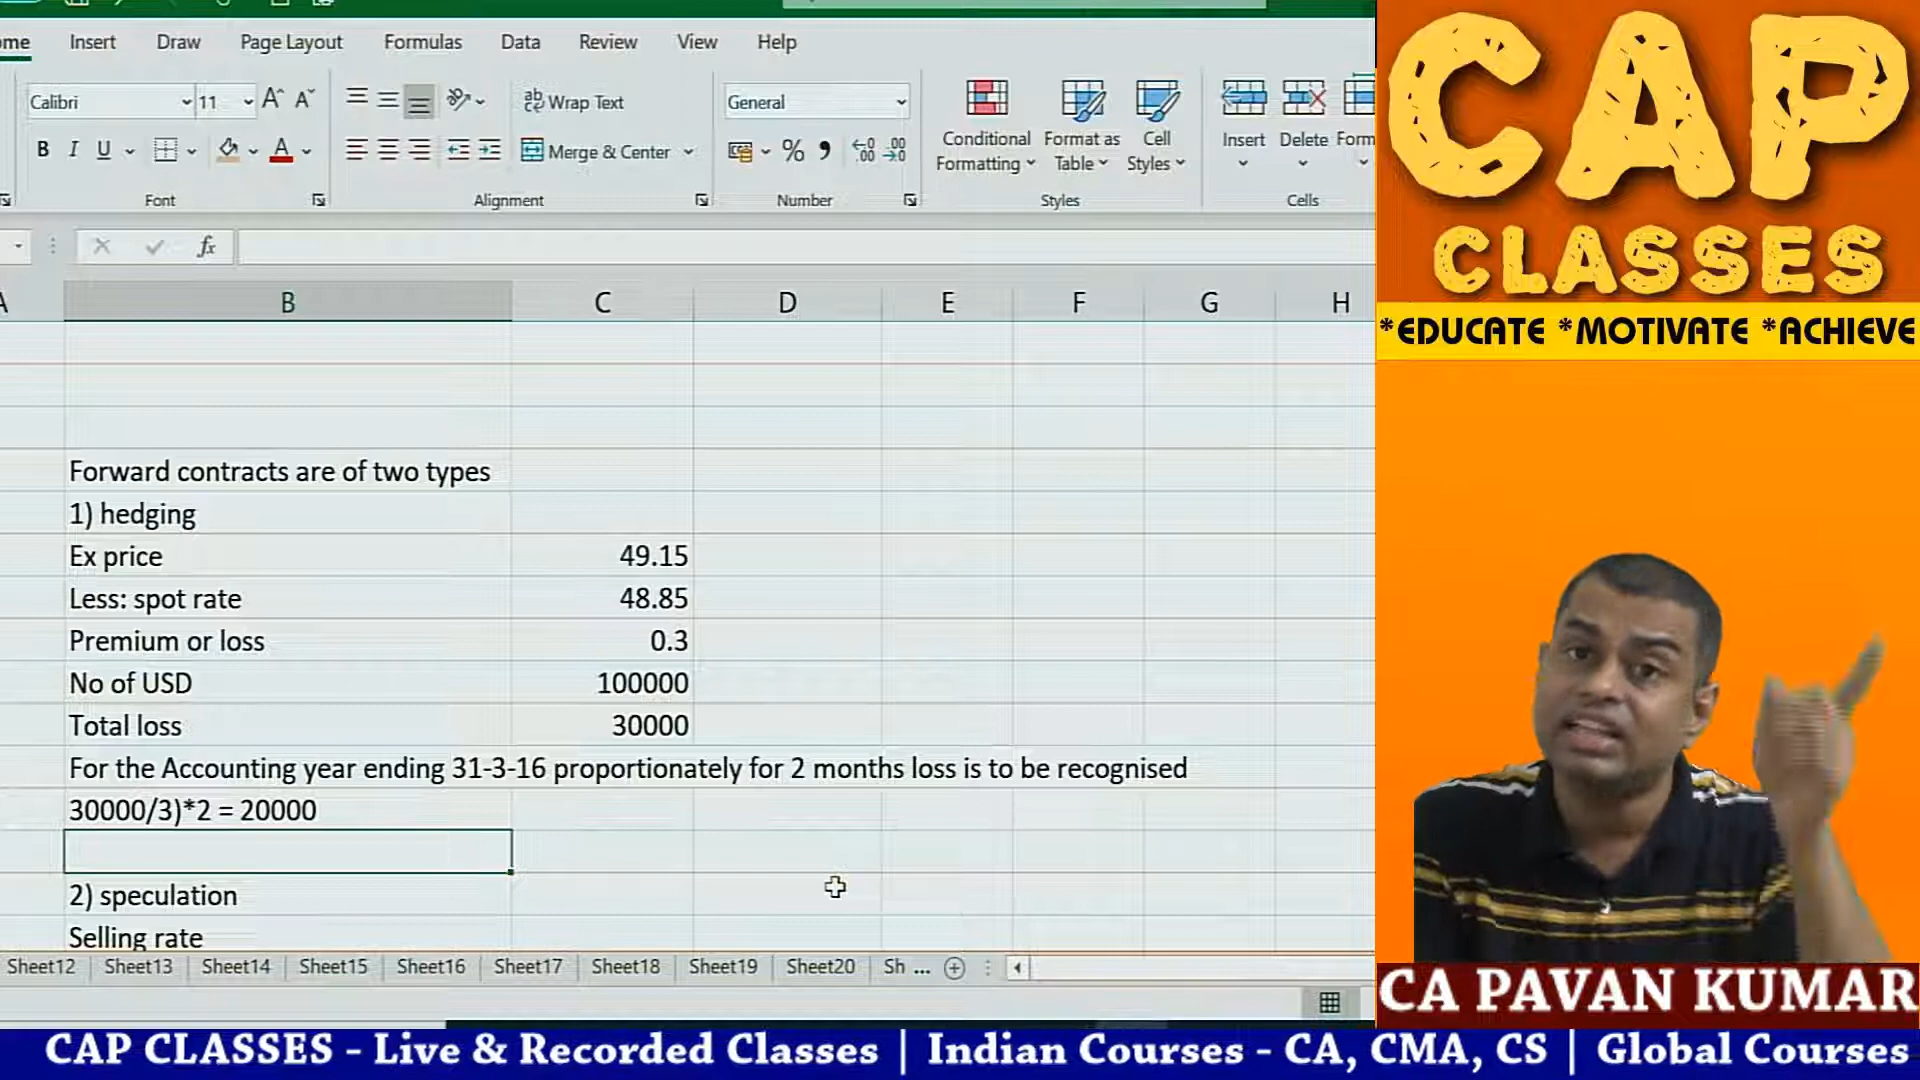 ome Insert Draw Page Layout Formulas Data Review View Help
Calibri 11 A A Wrap Text General
B I U A Merge & Center % , Conditional Formatting Format as Table Cell Styles Insert Delete Form
Font Alignment Number Styles Cells
fx
A B C D E F G H
Forward contracts are of two types
1) hedging
Ex price 49.15
Less: spot rate 48.85
Premium or loss 0.3
No of USD 100000
Total loss 30000
For the Accounting year ending 31-3-16 proportionately for 2 months loss is to be recognised
30000/3)*2 = 20000
2) speculation
Selling rate
Sheet12 Sheet13 Sheet14 Sheet15 Sheet16 Sheet17 Sheet18 Sheet19 Sheet20 Sh ...
CAP
CLASSES
*EDUCATE *MOTIVATE *ACHIEVE
CA PAVAN KUMAR
CAP CLASSES - Live & Recorded Classes | Indian Courses - CA, CMA, CS | Global Courses